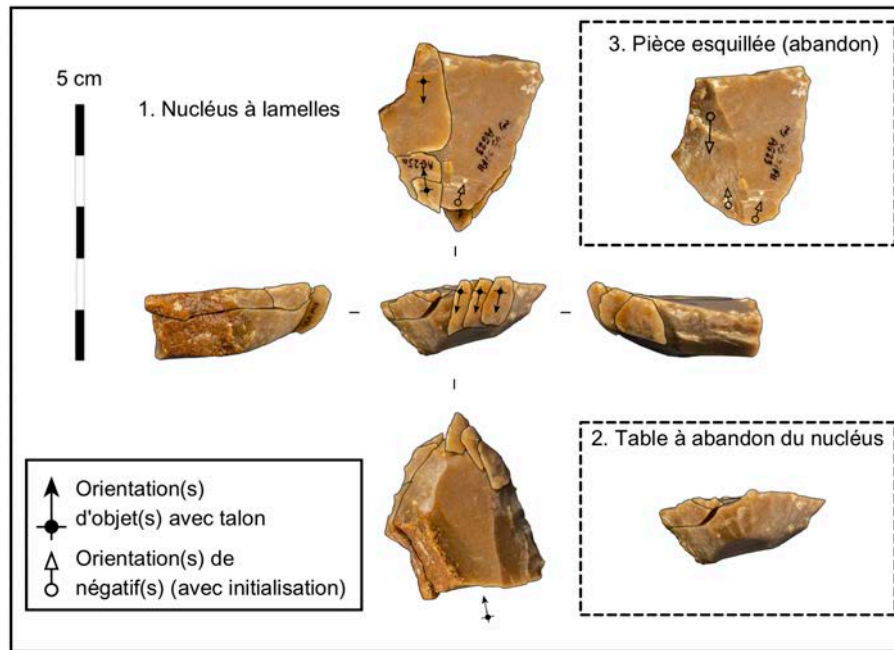 5 cm
1. Nucléus à lamelles
3. Pièce esquillée (abandon)
2. Table à abandon du nucléus
Orientation(s)
d'objet(s) avec talon
Orientation(s) de
négatif(s) (avec initialisation)